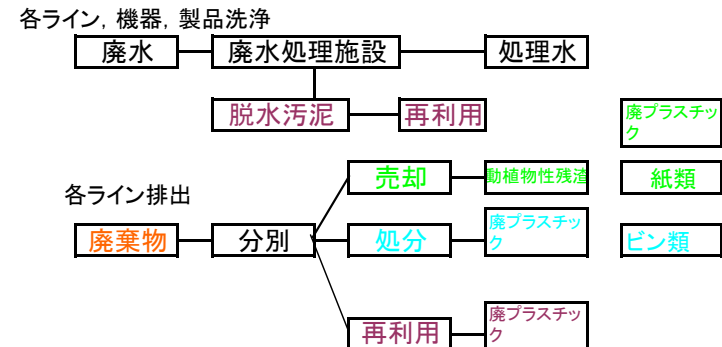 各ライン, 機器, 製品洗浄
廃水
廃水処理施設
処理水
脱水汚泥
再利用
廃プラスチッ
ク
売却
動植物性残渣
紙類
各ライン排出
廃棄物
分別
処分
廃プラスチッ
ク
ビン類
再利用
廃プラスチッ
ク